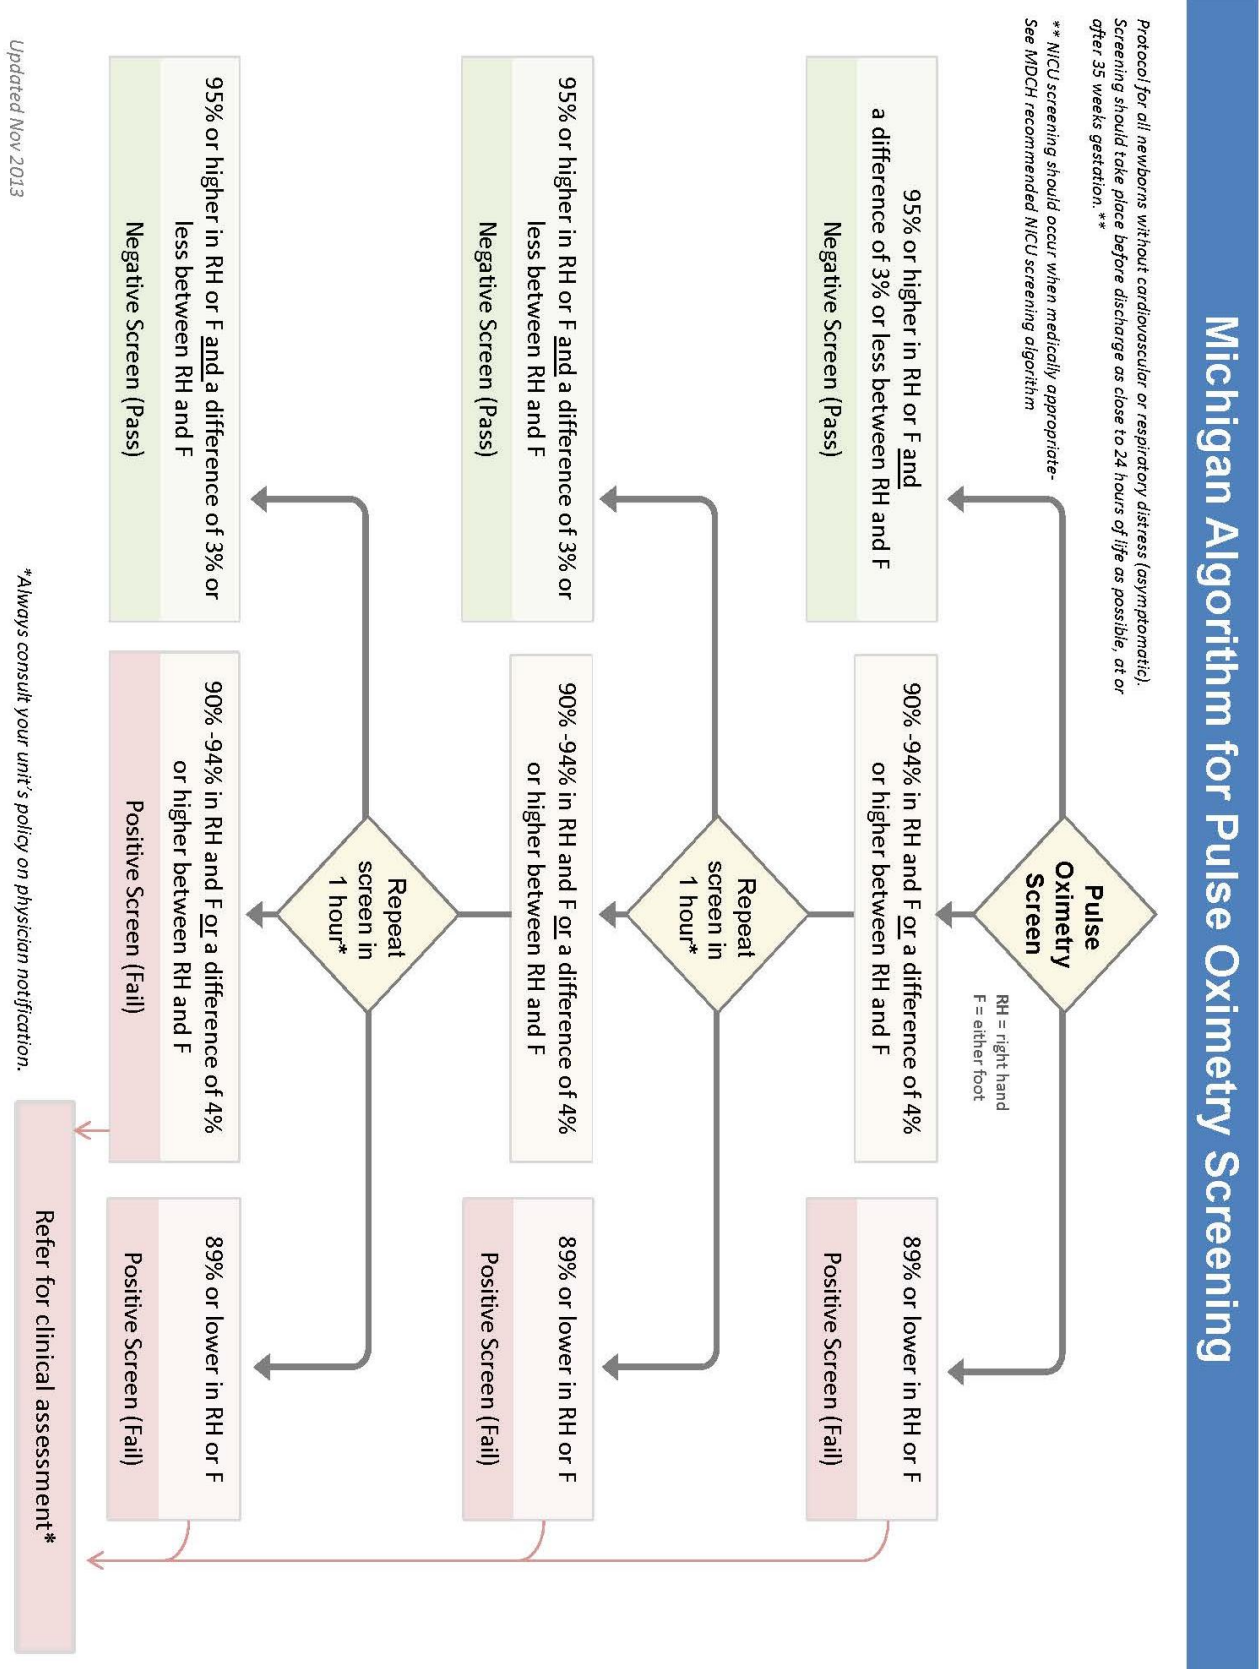 Michigan Algorithm for Pulse Oximetry Screening
Protocol for all newborns without cardiovascular or respiratory distress (asymptomatic).
Screening should take place before discharge as close to 24 hours of life as possible, at or
after 35 weeks gestation.**
** NICU screening should occur when medically appropriate-
See MDCH recommended NICU screening algorithm
Pulse
Oximetry
Screen
RH = right hand
F = either foot
95% or higher in RH or F and
a difference of 3% or less between RH and F
Negative Screen (Pass)
90% -94% in RH and F or a difference of 4%
or higher between RH and F
89% or lower in RH or F
Positive Screen (Fail)
Repeat
screen in
1 hour*
95% or higher in RH or F and a difference of 3% or
less between RH and F
Negative Screen (Pass)
90% -94% in RH and F or a difference of 4%
or higher between RH and F
89% or lower in RH or F
Positive Screen (Fail)
Repeat
screen in
1 hour*
95% or higher in RH or F and a difference of 3% or
less between RH and F
Negative Screen (Pass)
90% -94% in RH and F or a difference of 4%
or higher between RH and F
Positive Screen (Fail)
89% or lower in RH or F
Positive Screen (Fail)
Refer for clinical assessment*
Updated Nov 2013
*Always consult your unit's policy on physician notification.